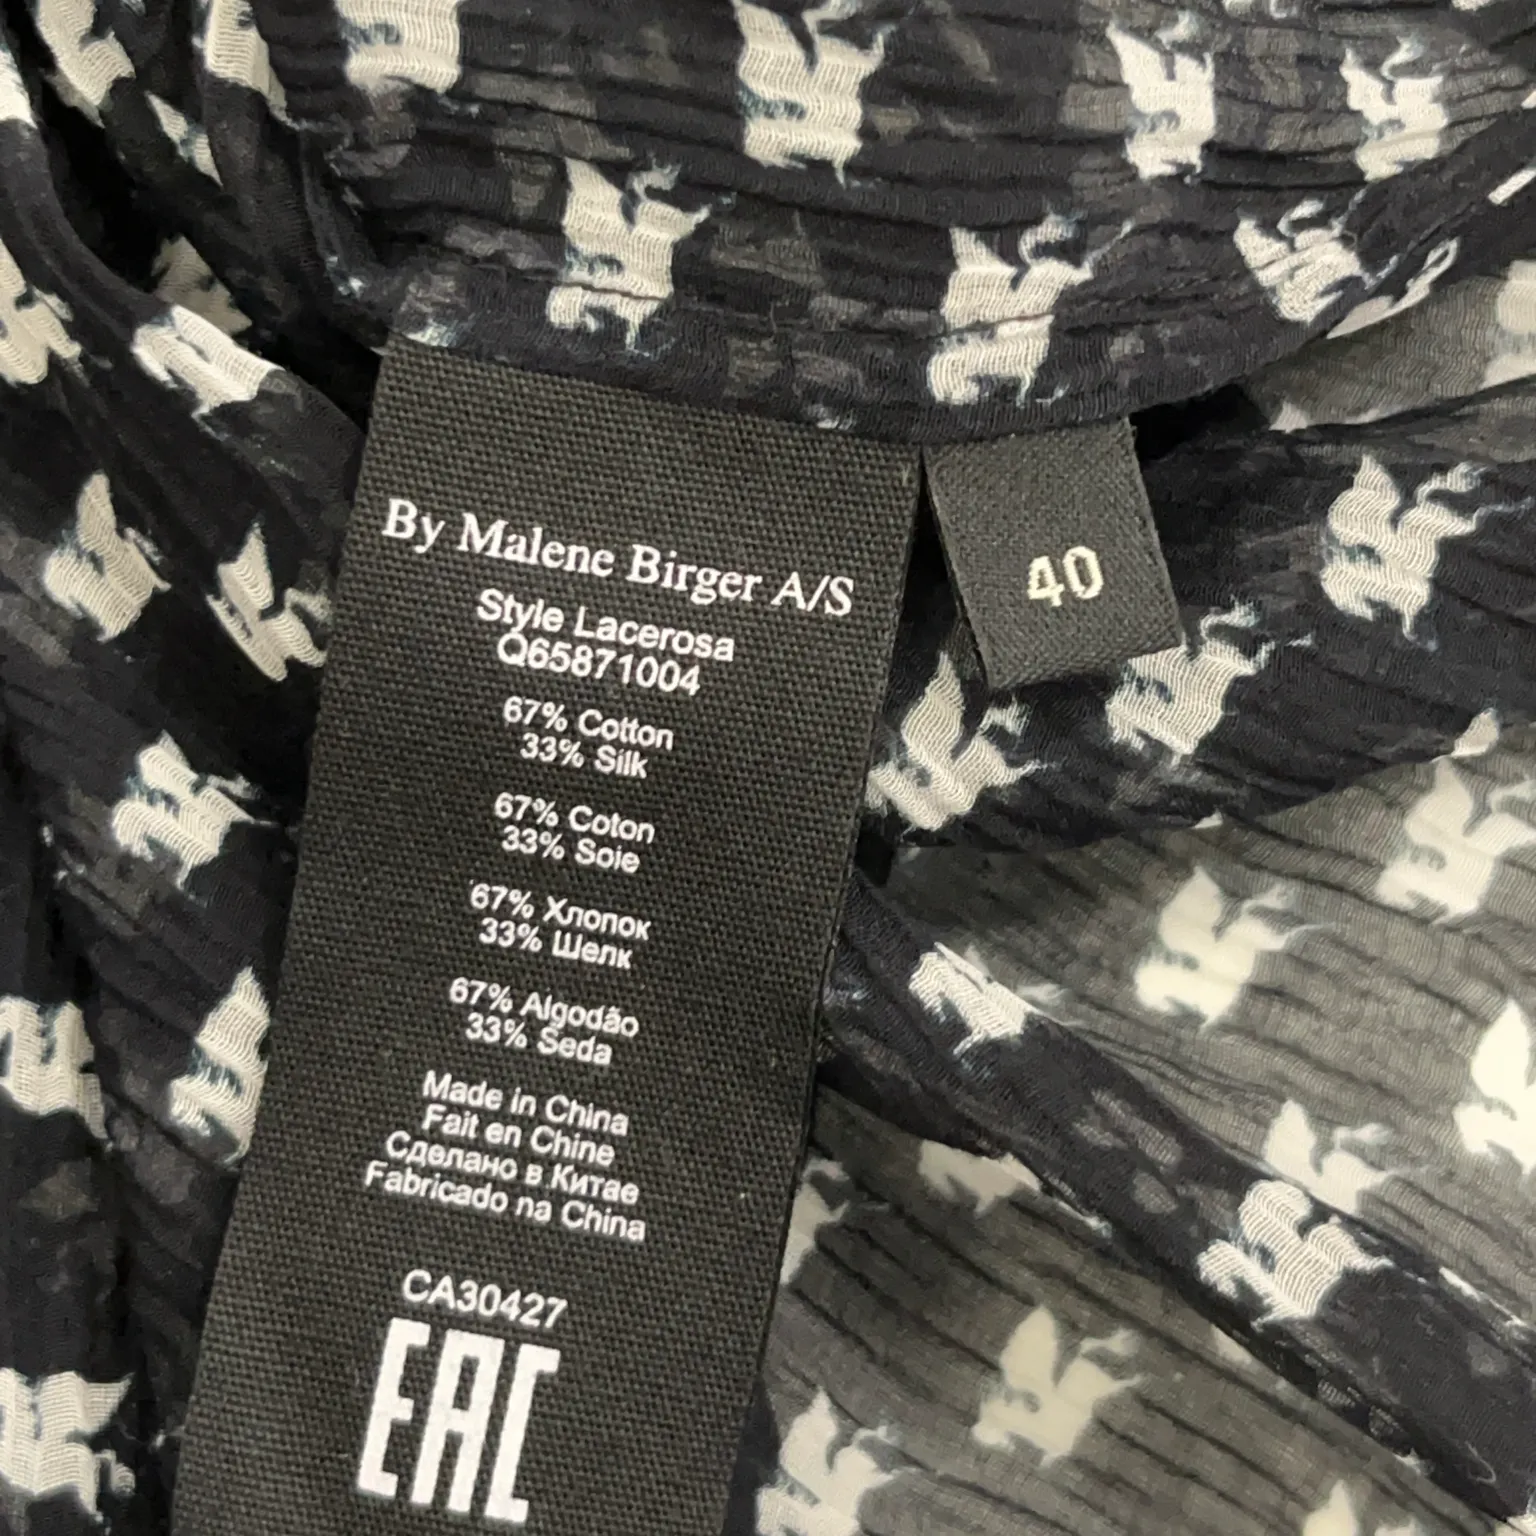 By Malene Birger A/S
Style Lacerosa
Q65871004
67% Cotton
33% Silk
67% Coton
33% Soie
67% Хлопок
33% Шелк
67% Algodão
33% Seda
Made in China
Fait en Chine
Сделано в Китае
Fabricado na China
CA30427
EAC
40